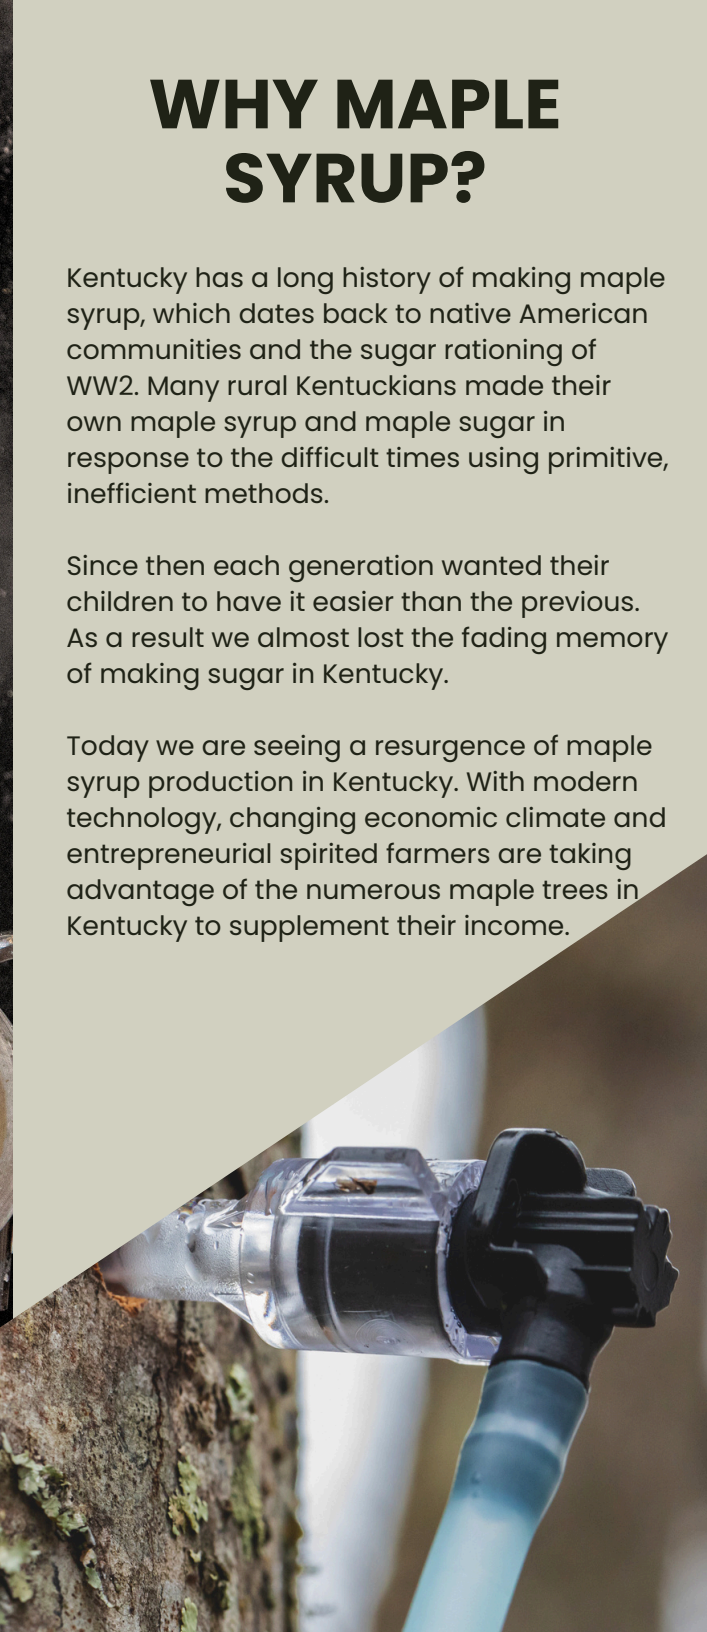 WHY MAPLE
SYRUP?
Kentucky has a long history of making maple
syrup, which dates back to native American
communities and the sugar rationing of
WW2. Many rural Kentuckians made their
own maple syrup and maple sugar in
response to the difficult times using primitive,
inefficient methods.
Since then each generation wanted their
children to have it easier than the previous.
As a result we almost lost the fading memory
of making sugar in Kentucky.
Today we are seeing a resurgence of maple
syrup production in Kentucky. With modern
technology, changing economic climate and
entrepreneurial spirited farmers are taking
advantage of the numerous maple trees in
Kentucky to supplement their income.